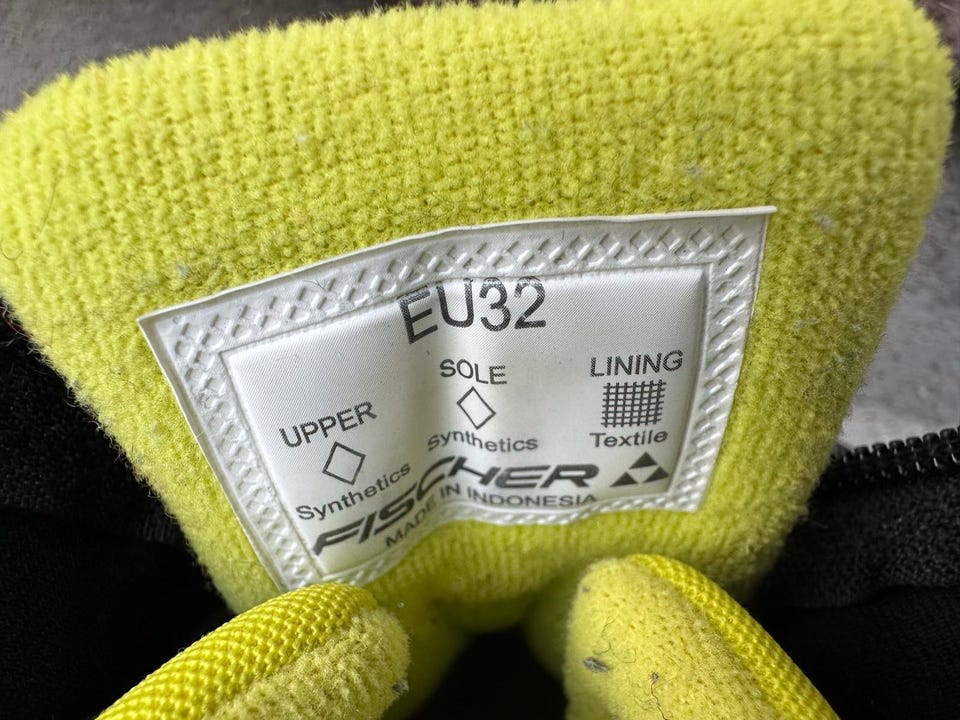 EU32
UPPER
Synthetics
SOLE
Synthetics
LINING
Textile
FISCHER
MADE IN INDONESIA